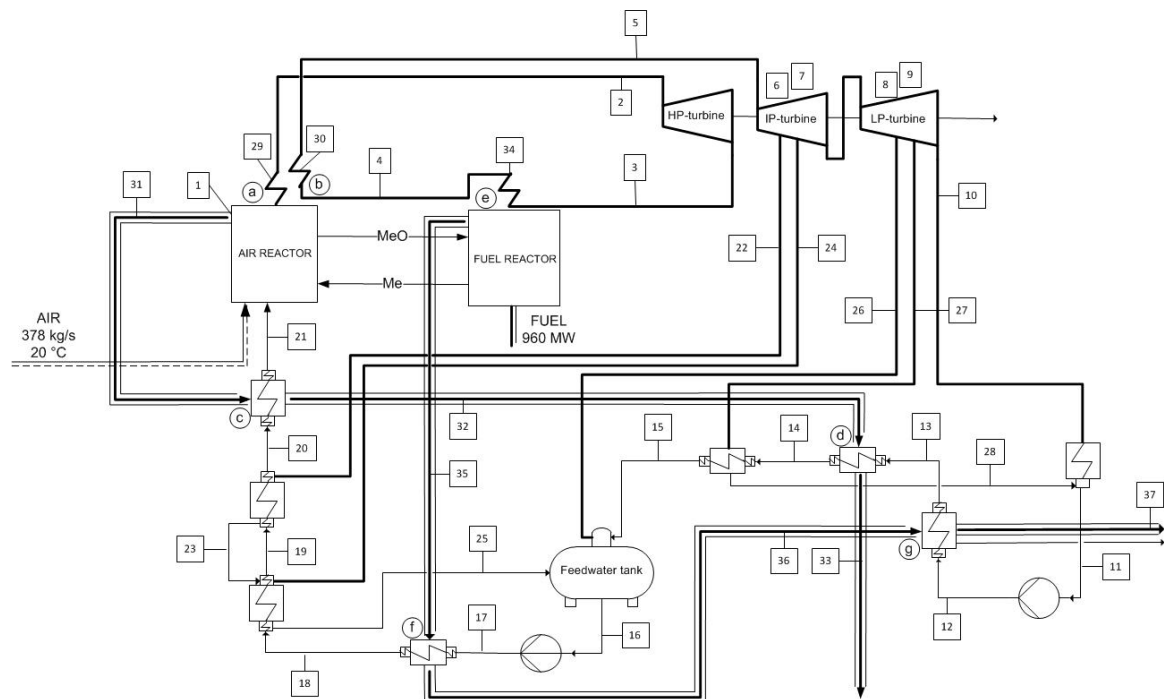 5
6
7
8
9
2
HP-turbine
IP-turbine
LP-turbine
29
30
34
31
1
a
b
4
e
3
10
AIR REACTOR
MeO
FUEL REACTOR
22
24
Me
26
27
AIR
378 kg/s
20 °C
21
FUEL
960 MW
c
32
d
15
14
13
20
35
28
37
23
19
25
Feedwater tank
36
33
g
11
f
17
16
12
18